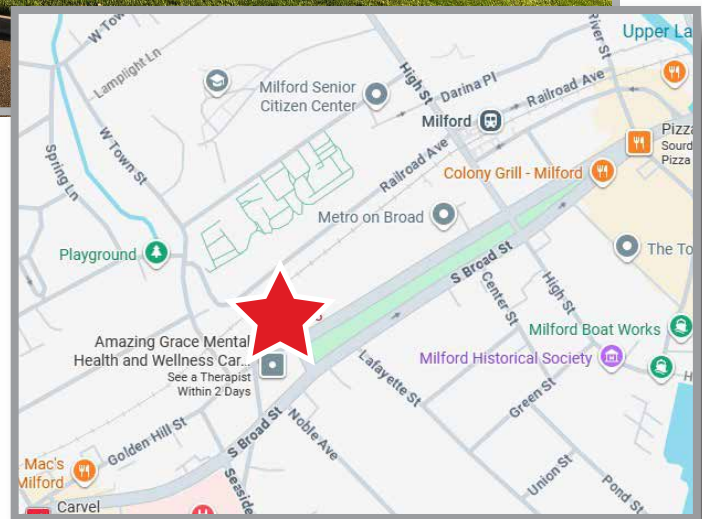 Upper La
River St
W Tow
Lamplight Ln
Milford Senior
Citizen Center
High St
Darina Pl
Railroad Ave
Milford
Pizza
Sourd
Pizza
W Town St
Spring Ln
Railroad Ave
Colony Grill - Milford
Metro on Broad
Playground
S Broad St
The To
Center St
High St
Amazing Grace Mental
Health and Wellness Car...
See a Therapist
Within 2 Days
Milford Boat Works
Milford Historical Society
H
Lafayette St
Green St
Golden Hill St
S Broad St
Noble Ave
Mac's
Milford
Seaside
Union St
Pond St
Carvel
H